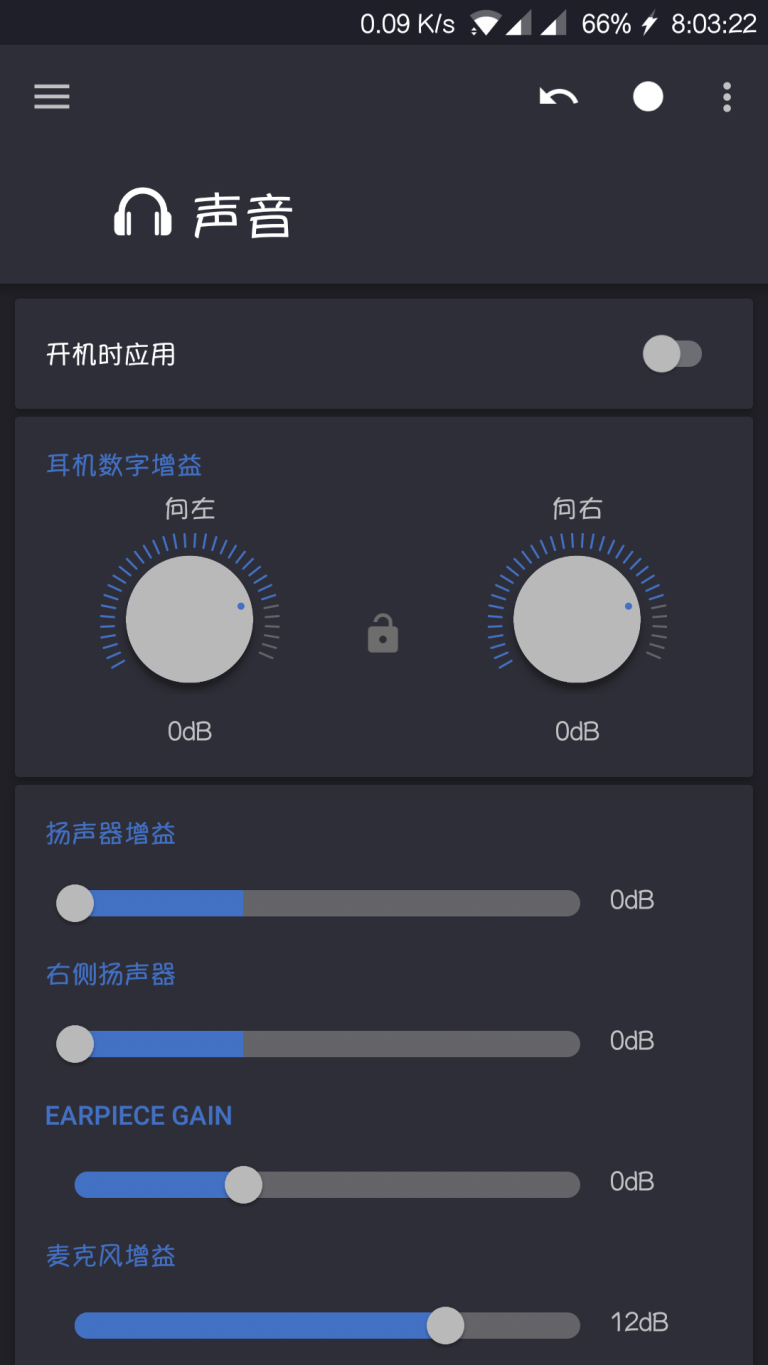 0.09 K/s 66% 8:03:22
声音
开机时应用
耳机数字增益
向左 向右
0dB 0dB
扬声器增益
0dB
右侧扬声器
0dB
EARPIECE GAIN
0dB
麦克风增益
12dB